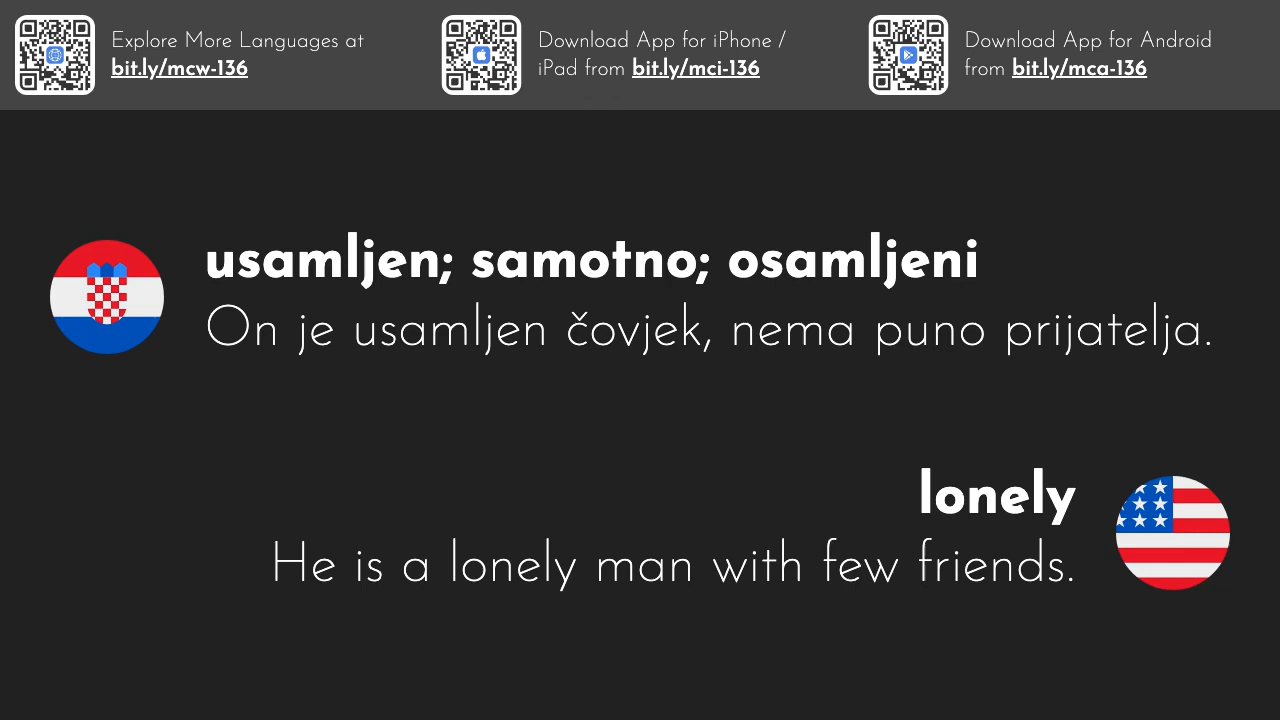 Explore More Languages at
bit.ly/mcw-136
Download App for iPhone /
iPad from bit.ly/mci-136
Download App for Android
from bit.ly/mca-136
usamljen; samotno; osamljeni
On je usamljen čovjek, nema puno prijatelja.
lonely
He is a lonely man with few friends.